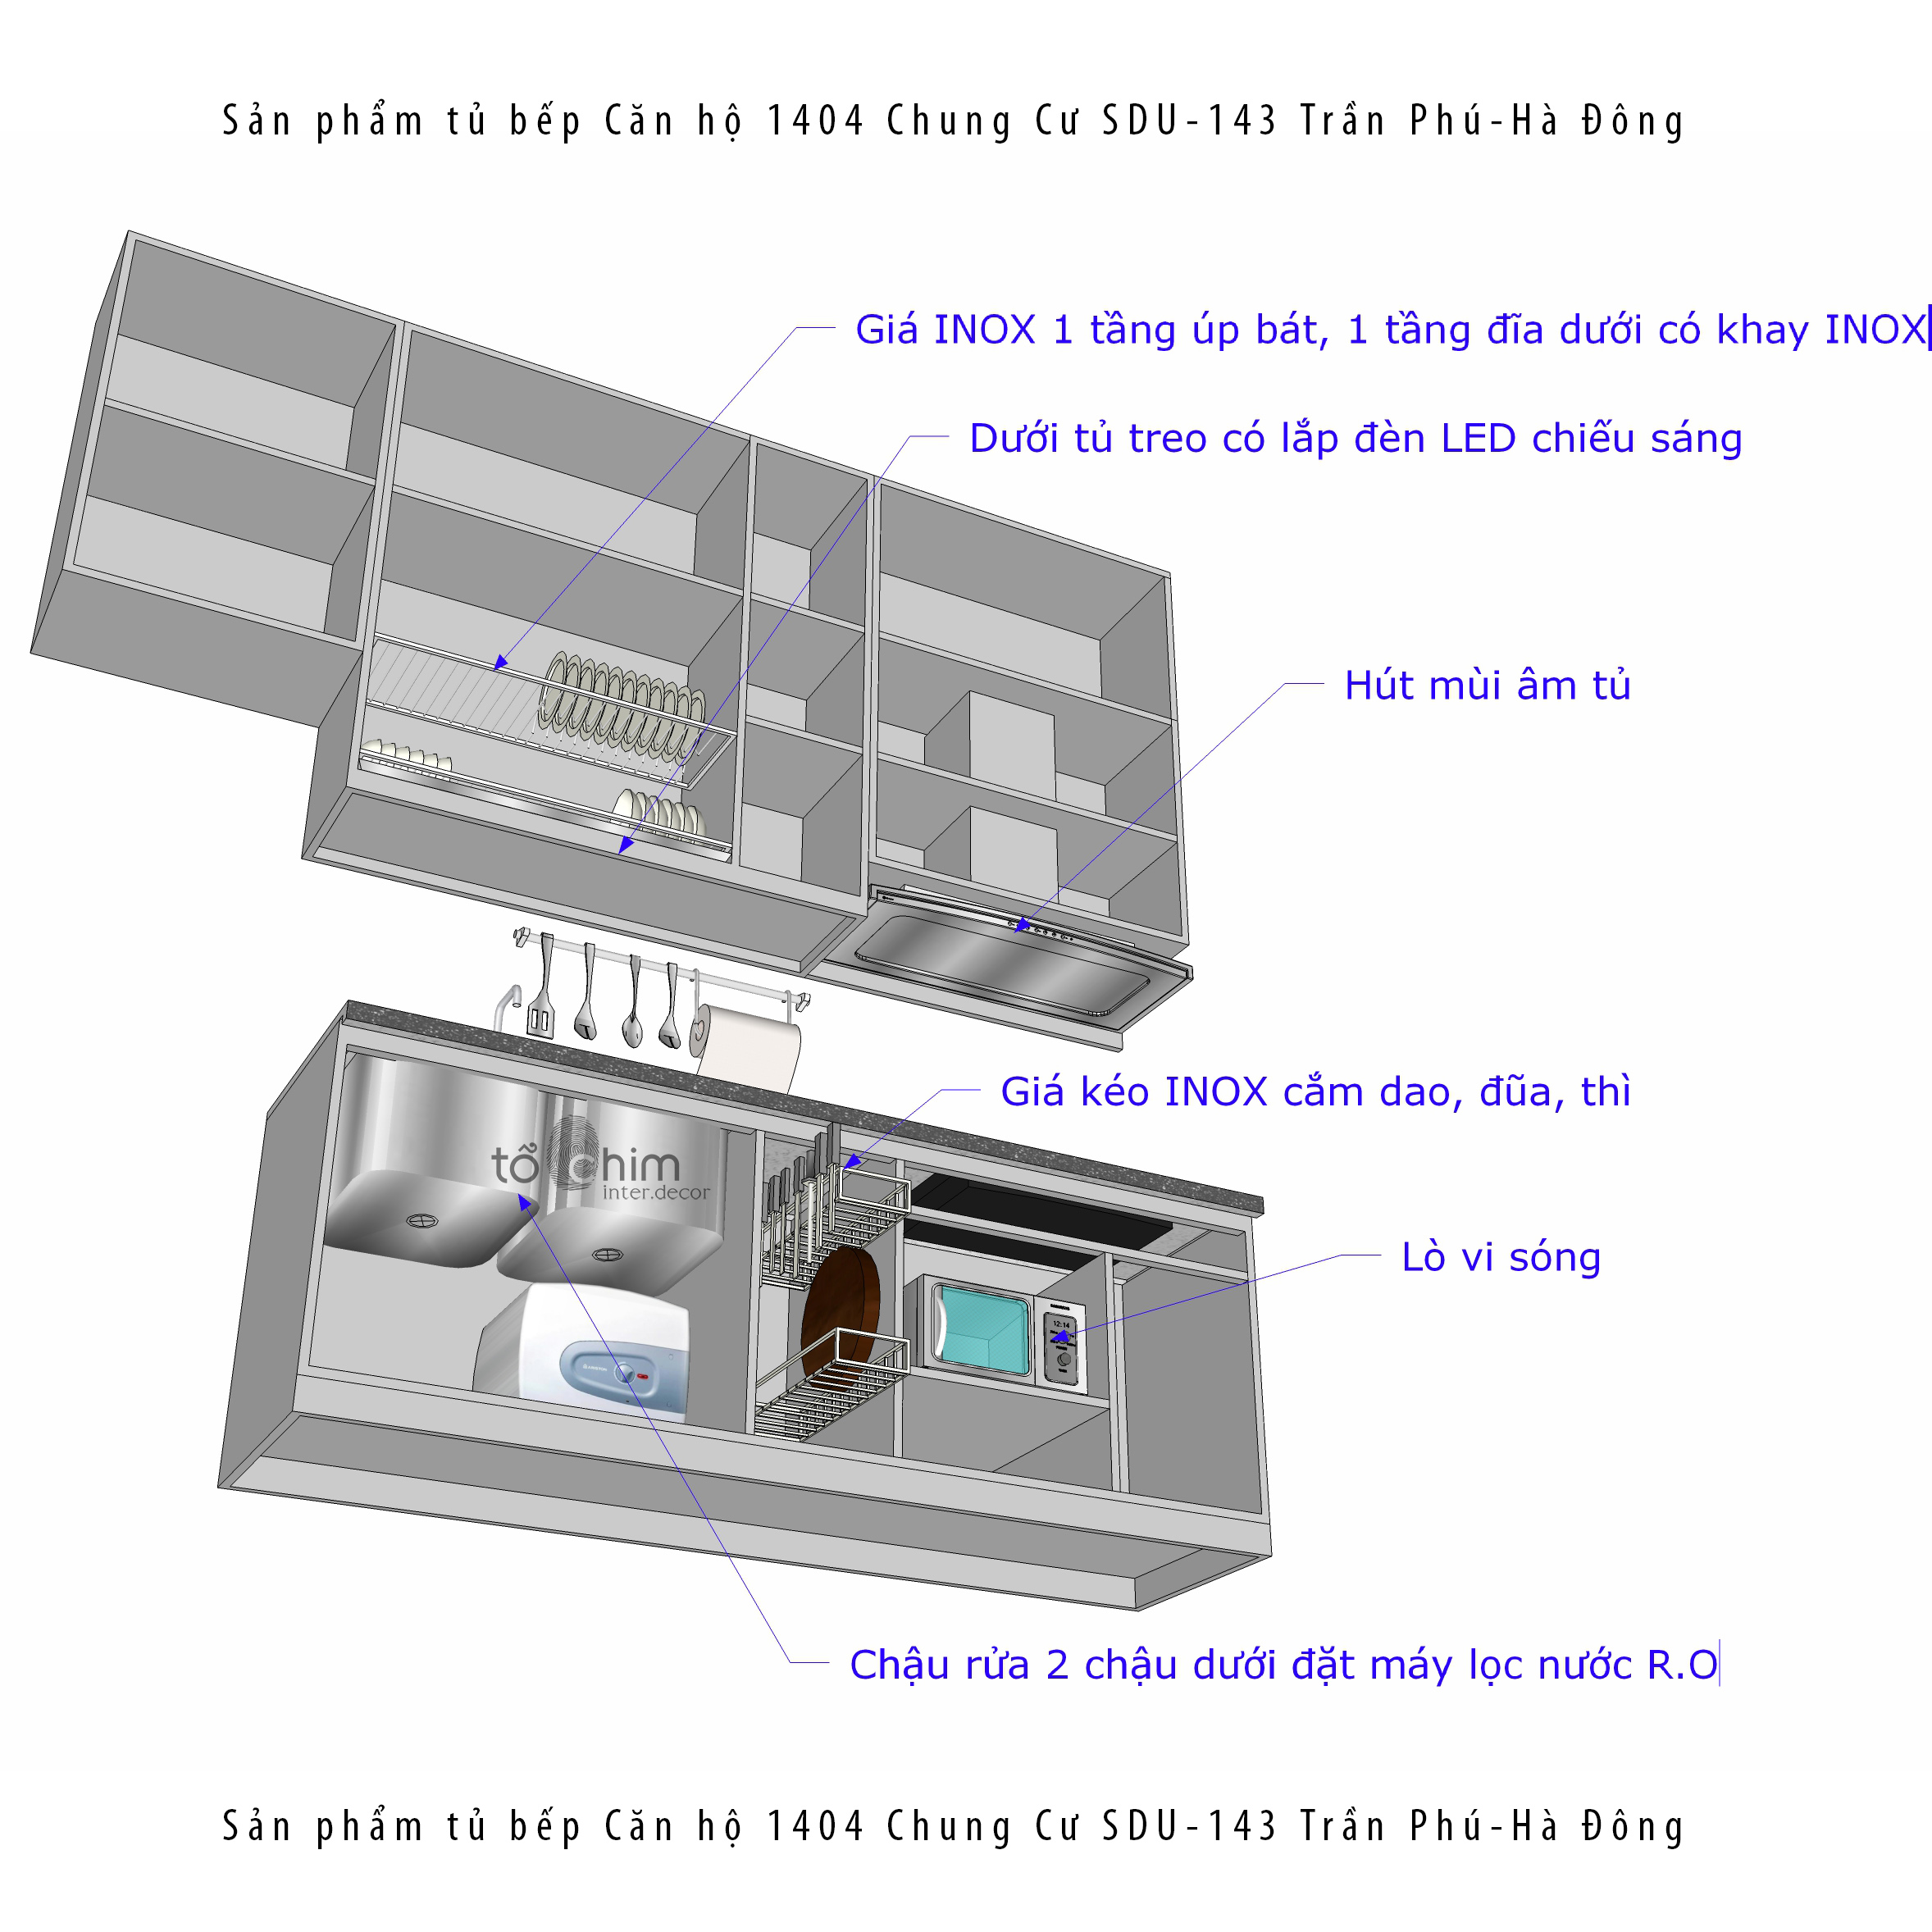 Sản phẩm tủ bếp Căn hộ 1404 Chung Cư SDU-143 Trần Phú-Hà Đông
Giá INOX 1 tầng úp bát, 1 tầng đĩa dưới có khay INOX
Dưới tủ treo có lắp đèn LED chiếu sáng
Hút mùi âm tủ
Giá kéo INOX cắm dao, đũa, thì
tổ chim
inter.decor
Lò vi sóng
12:14
Chậu rửa 2 chậu dưới đặt máy lọc nước R.O
Sản phẩm tủ bếp Căn hộ 1404 Chung Cư SDU-143 Trần Phú-Hà Đông